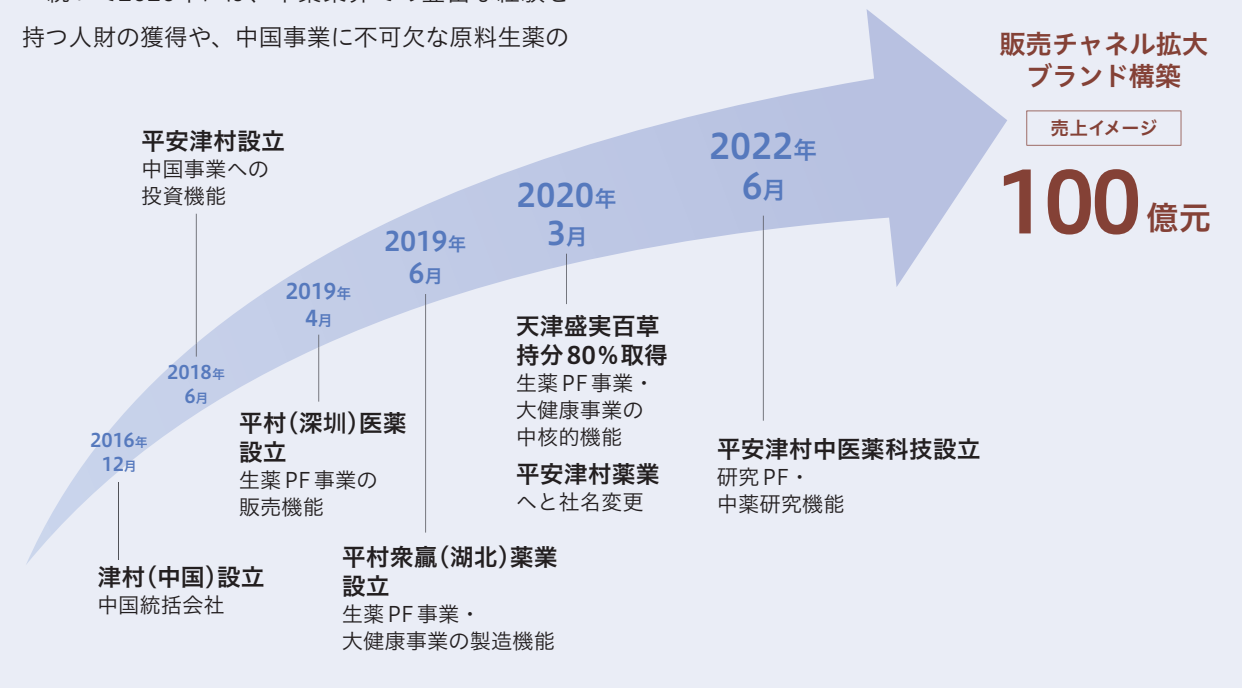 持つ人財の獲得や、中国事業に不可欠な原料生薬の
販売チャネル拡大
ブランド構築
売上イメージ
100億元
平安津村設立
中国事業への
投資機能
2022年
6月
2020年
3月
2019年
6月
2019年
4月
2018年
6月
2016年
12月
天津盛実百草
持分80%取得
生薬PF事業・
大健康事業の
中核的機能
平安津村薬業
へと社名変更
平村(深圳)医薬
設立
生薬PF事業の
販売機能
平安津村中医薬科技設立
研究PF・
中薬研究機能
平村衆贏(湖北)薬業
設立
生薬PF事業・
大健康事業の製造機能
津村(中国)設立
中国統括会社